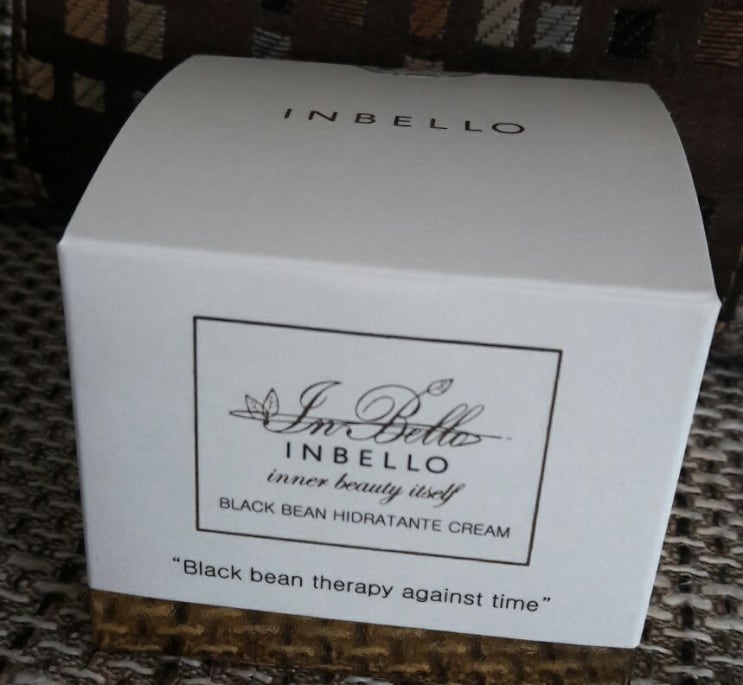 INBELLO
In Bello
INBELLO
inner beauty itself
BLACK BEAN HIDRATANTE CREAM
“Black bean therapy against time”